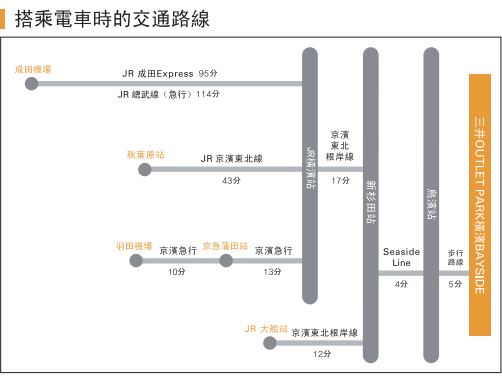 搭乘電車時的交通路線
成田機場
JR 成田Express 95分
JR 總武線（急行）114分
秋葉原站
JR 京濱東北線
43分
羽田機場
京濱急行
10分
京急蒲田站
京濱急行
13分
JR橫濱站
京濱
東北
根岸線
17分
JR 大船站
京濱東北根岸線
12分
新杉田站
Seaside
Line
4分
鳥濱站
步行
路線
5分
三井OUTLET PARK橫濱BAYSIDE